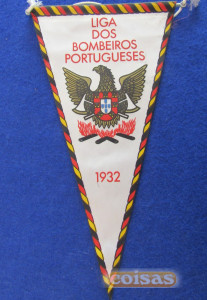 LIGA
DOS
BOMBEIROS
PORTUGUESES
1932
coisas